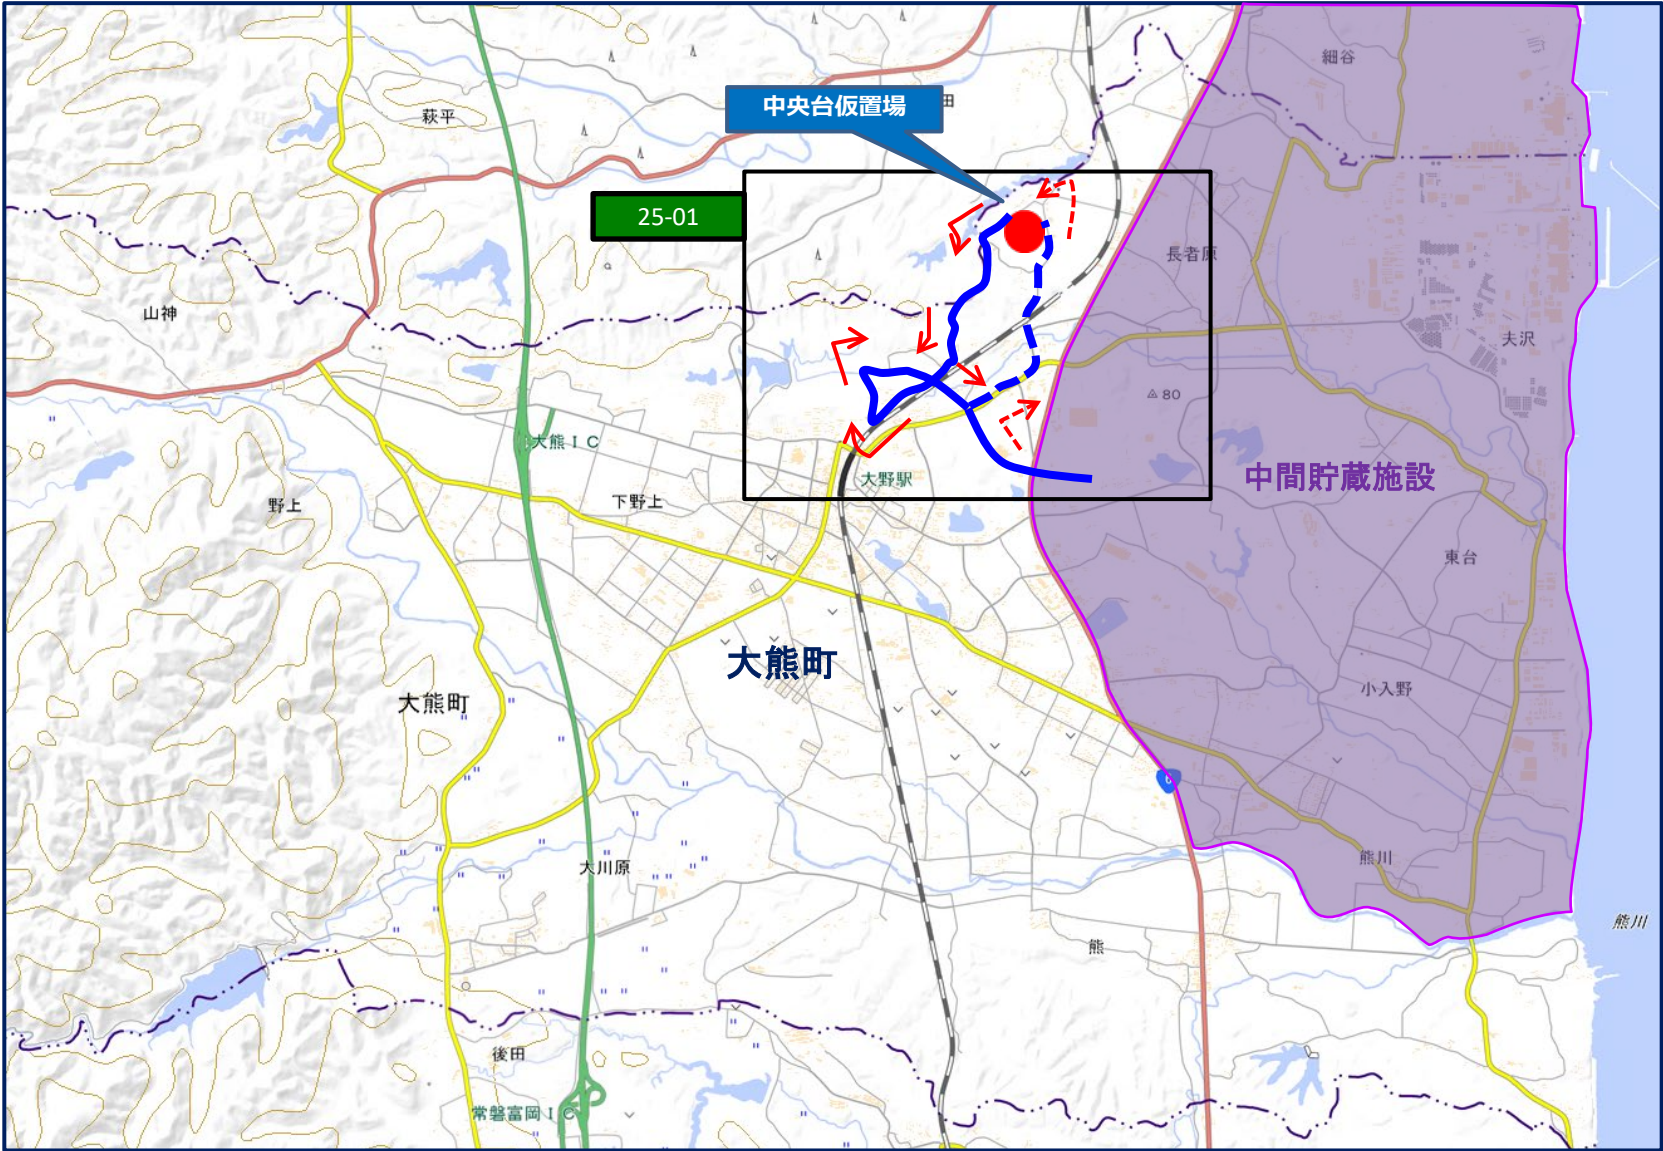 細谷
萩平
中央台仮置場
田
25-01
長者原
山神
夫沢
80
大熊ＩＣ
大野駅
中間貯蔵施設
野上
下野上
東台
大熊町
小入野
大熊町
6
大川原
熊川
熊川
熊
後田
常磐富岡ＩＣ